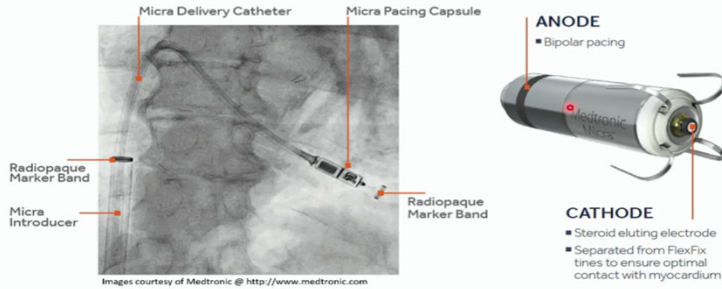 Micra Delivery Catheter
Micra Pacing Capsule
Radiopaque
Marker Band
Micra
Introducer
Radiopaque
Marker Band
Images courtesy of Medtronic @ http://www.medtronic.com
ANODE
▪ Bipolar pacing
Medtronic
Micra
CATHODE
▪ Steroid eluting electrode
▪ Separated from FlexFix
tines to ensure optimal
contact with myocardium